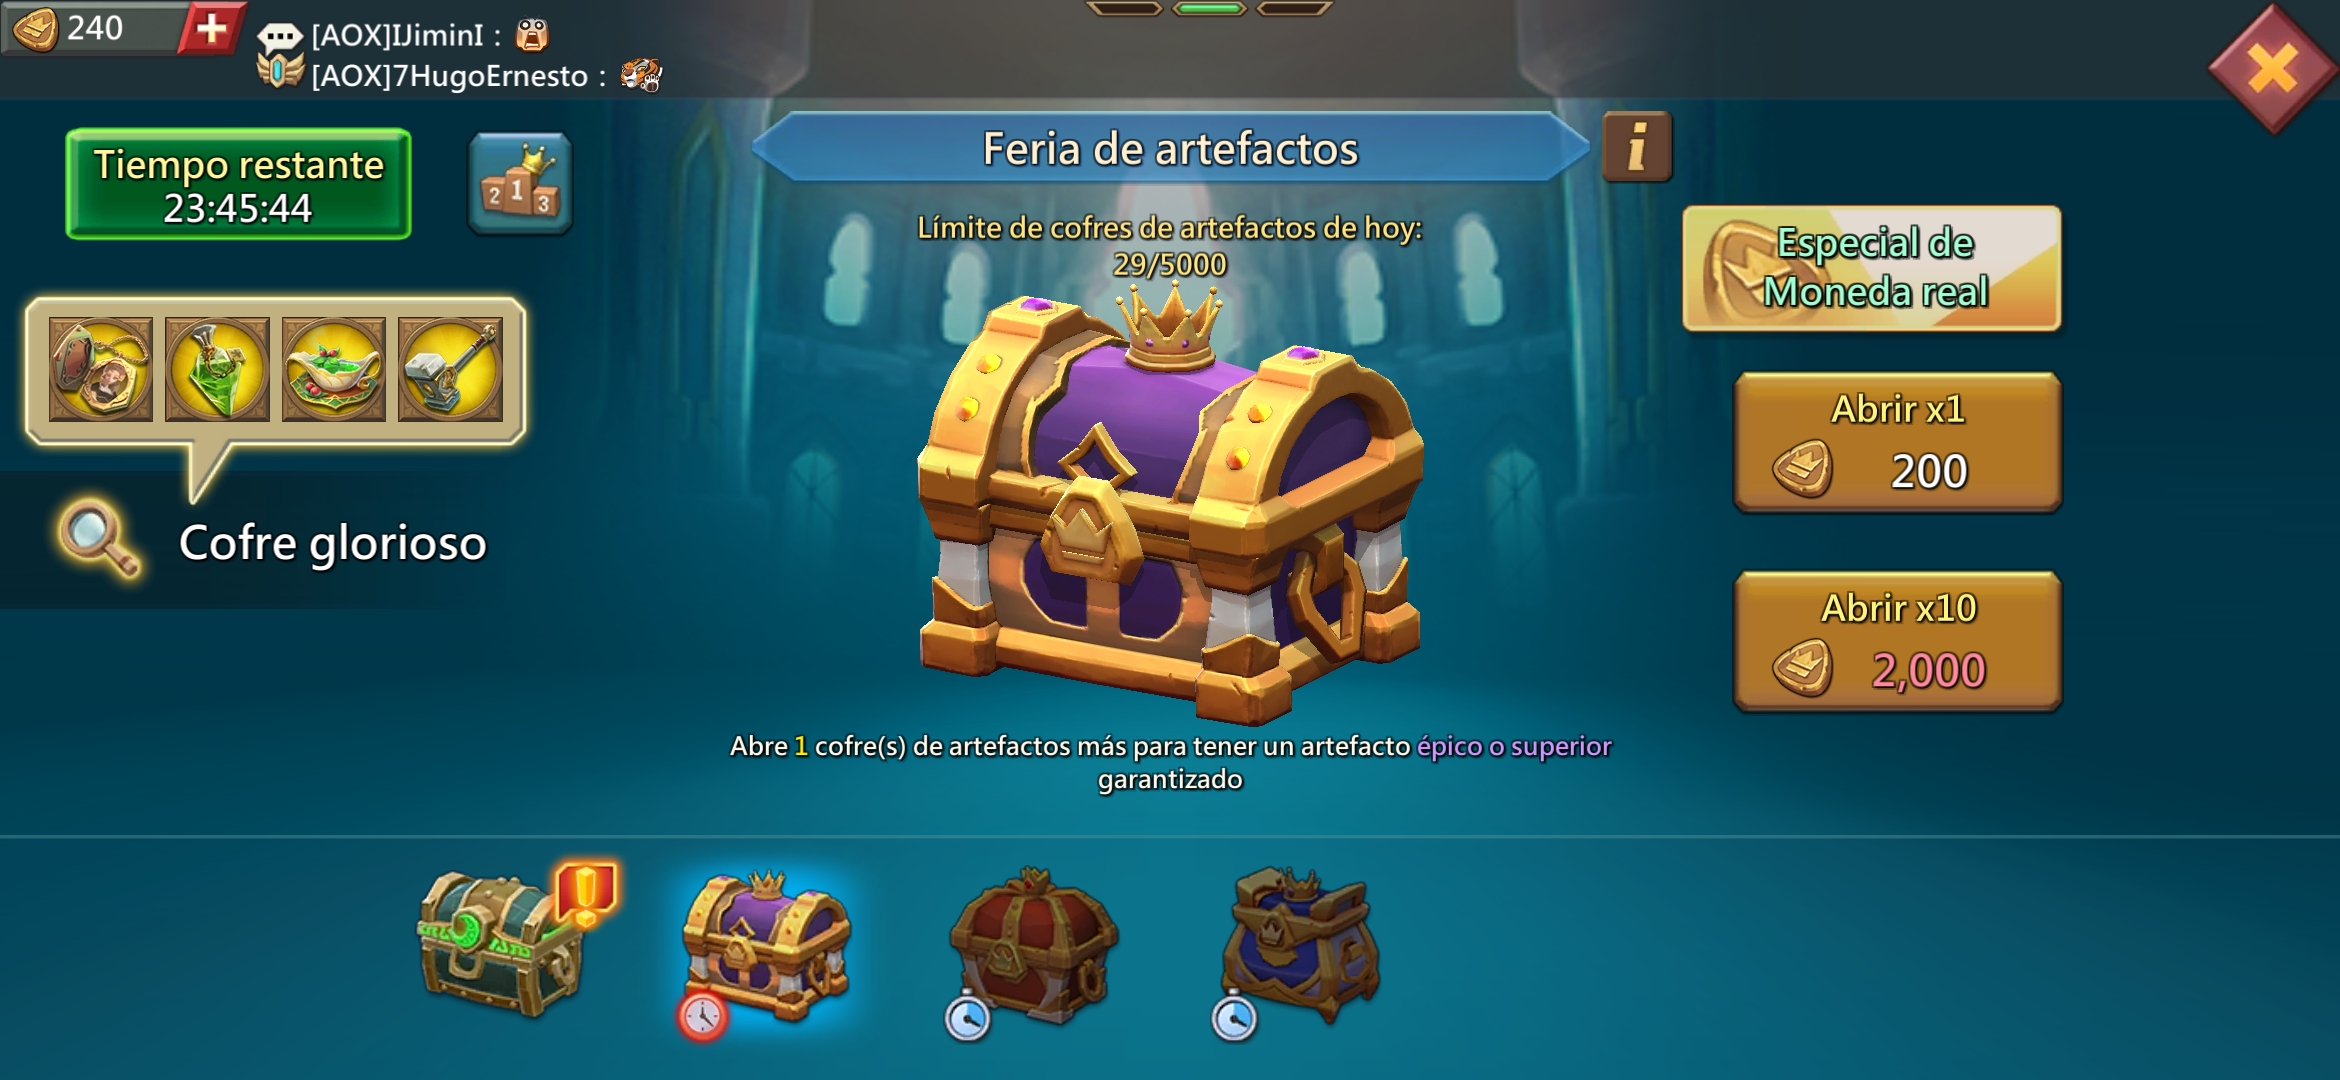 240
[AOX]IJiminI :
[AOX]7HugoErnesto :
Tiempo restante
23:45:44
2 1 3
Feria de artefactos
i
Límite de cofres de artefactos de hoy:
29/5000
Especial de
Moneda real
Abrir x1
200
Abrir x10
2,000
Cofre glorioso
Abre 1 cofre(s) de artefactos más para tener un artefacto épico o superior
garantizado